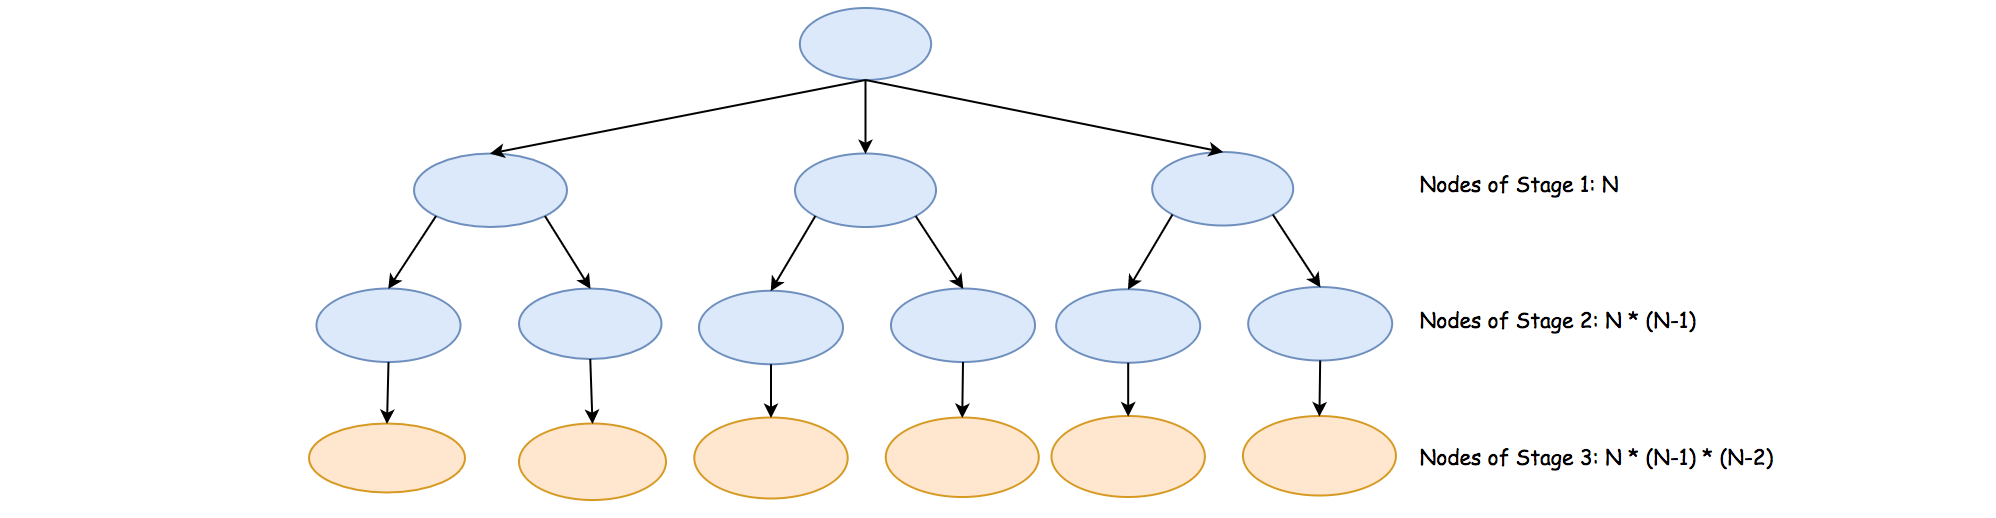 Nodes of Stage 1: N
Nodes of Stage 2: N * (N-1)
Nodes of Stage 3: N * (N-1) * (N-2)